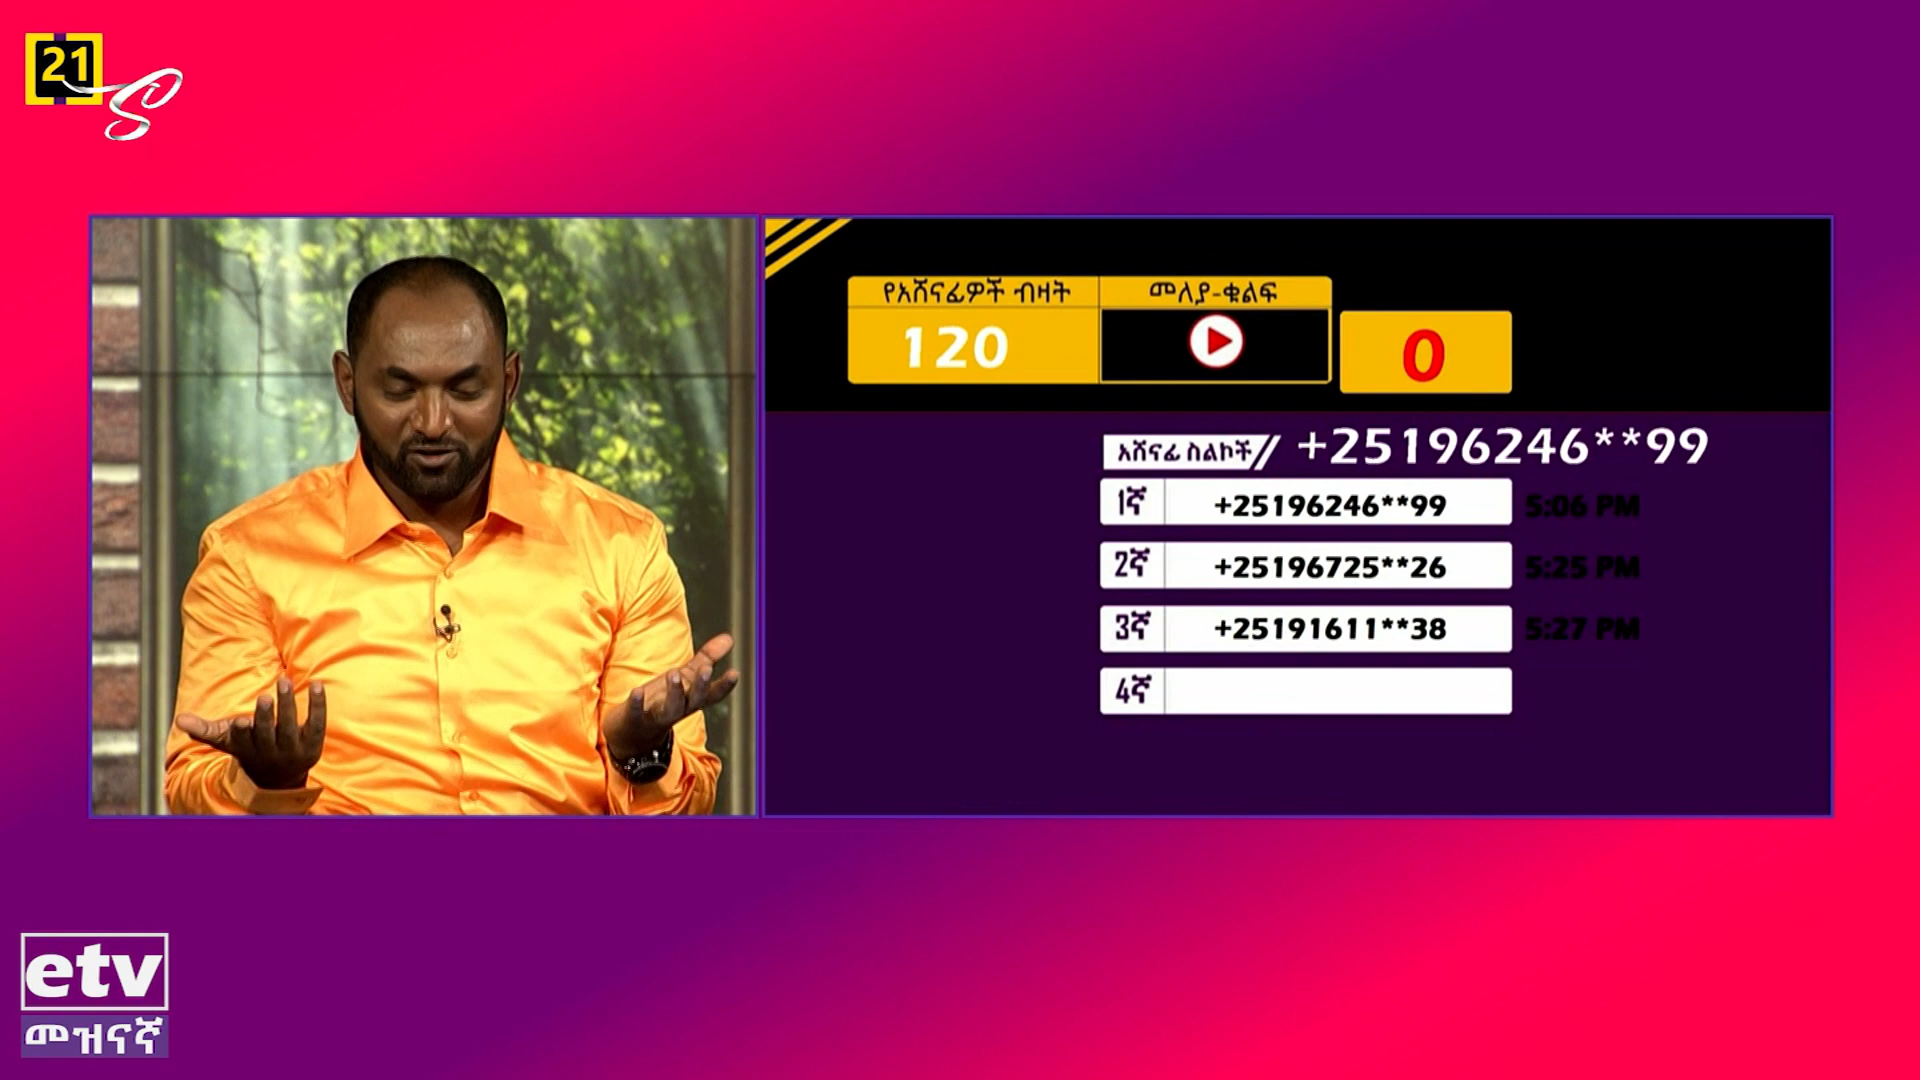 21
S
የአሸናፊዎች ብዛት
መለያ-ቁልፍ
120
0
አሸናፊ ስልኮች // +25196246**99
1ኛ +25196246**99 5:06 PM
2ኛ +25196725**26 5:25 PM
3ኛ +25191611**38 5:27 PM
4ኛ
etv
መዝናኛ